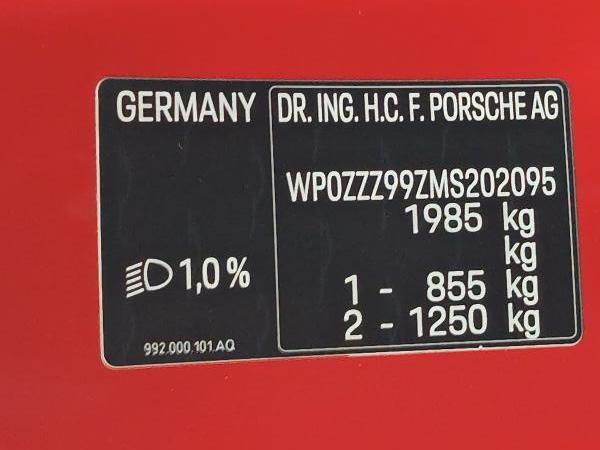 GERMANY
DR. ING. H.C. F. PORSCHE AG
WP0ZZZ99ZMS202095
1985 kg
kg
1 - 855 kg
2 - 1250 kg
1,0 %
992.000.101.AQ